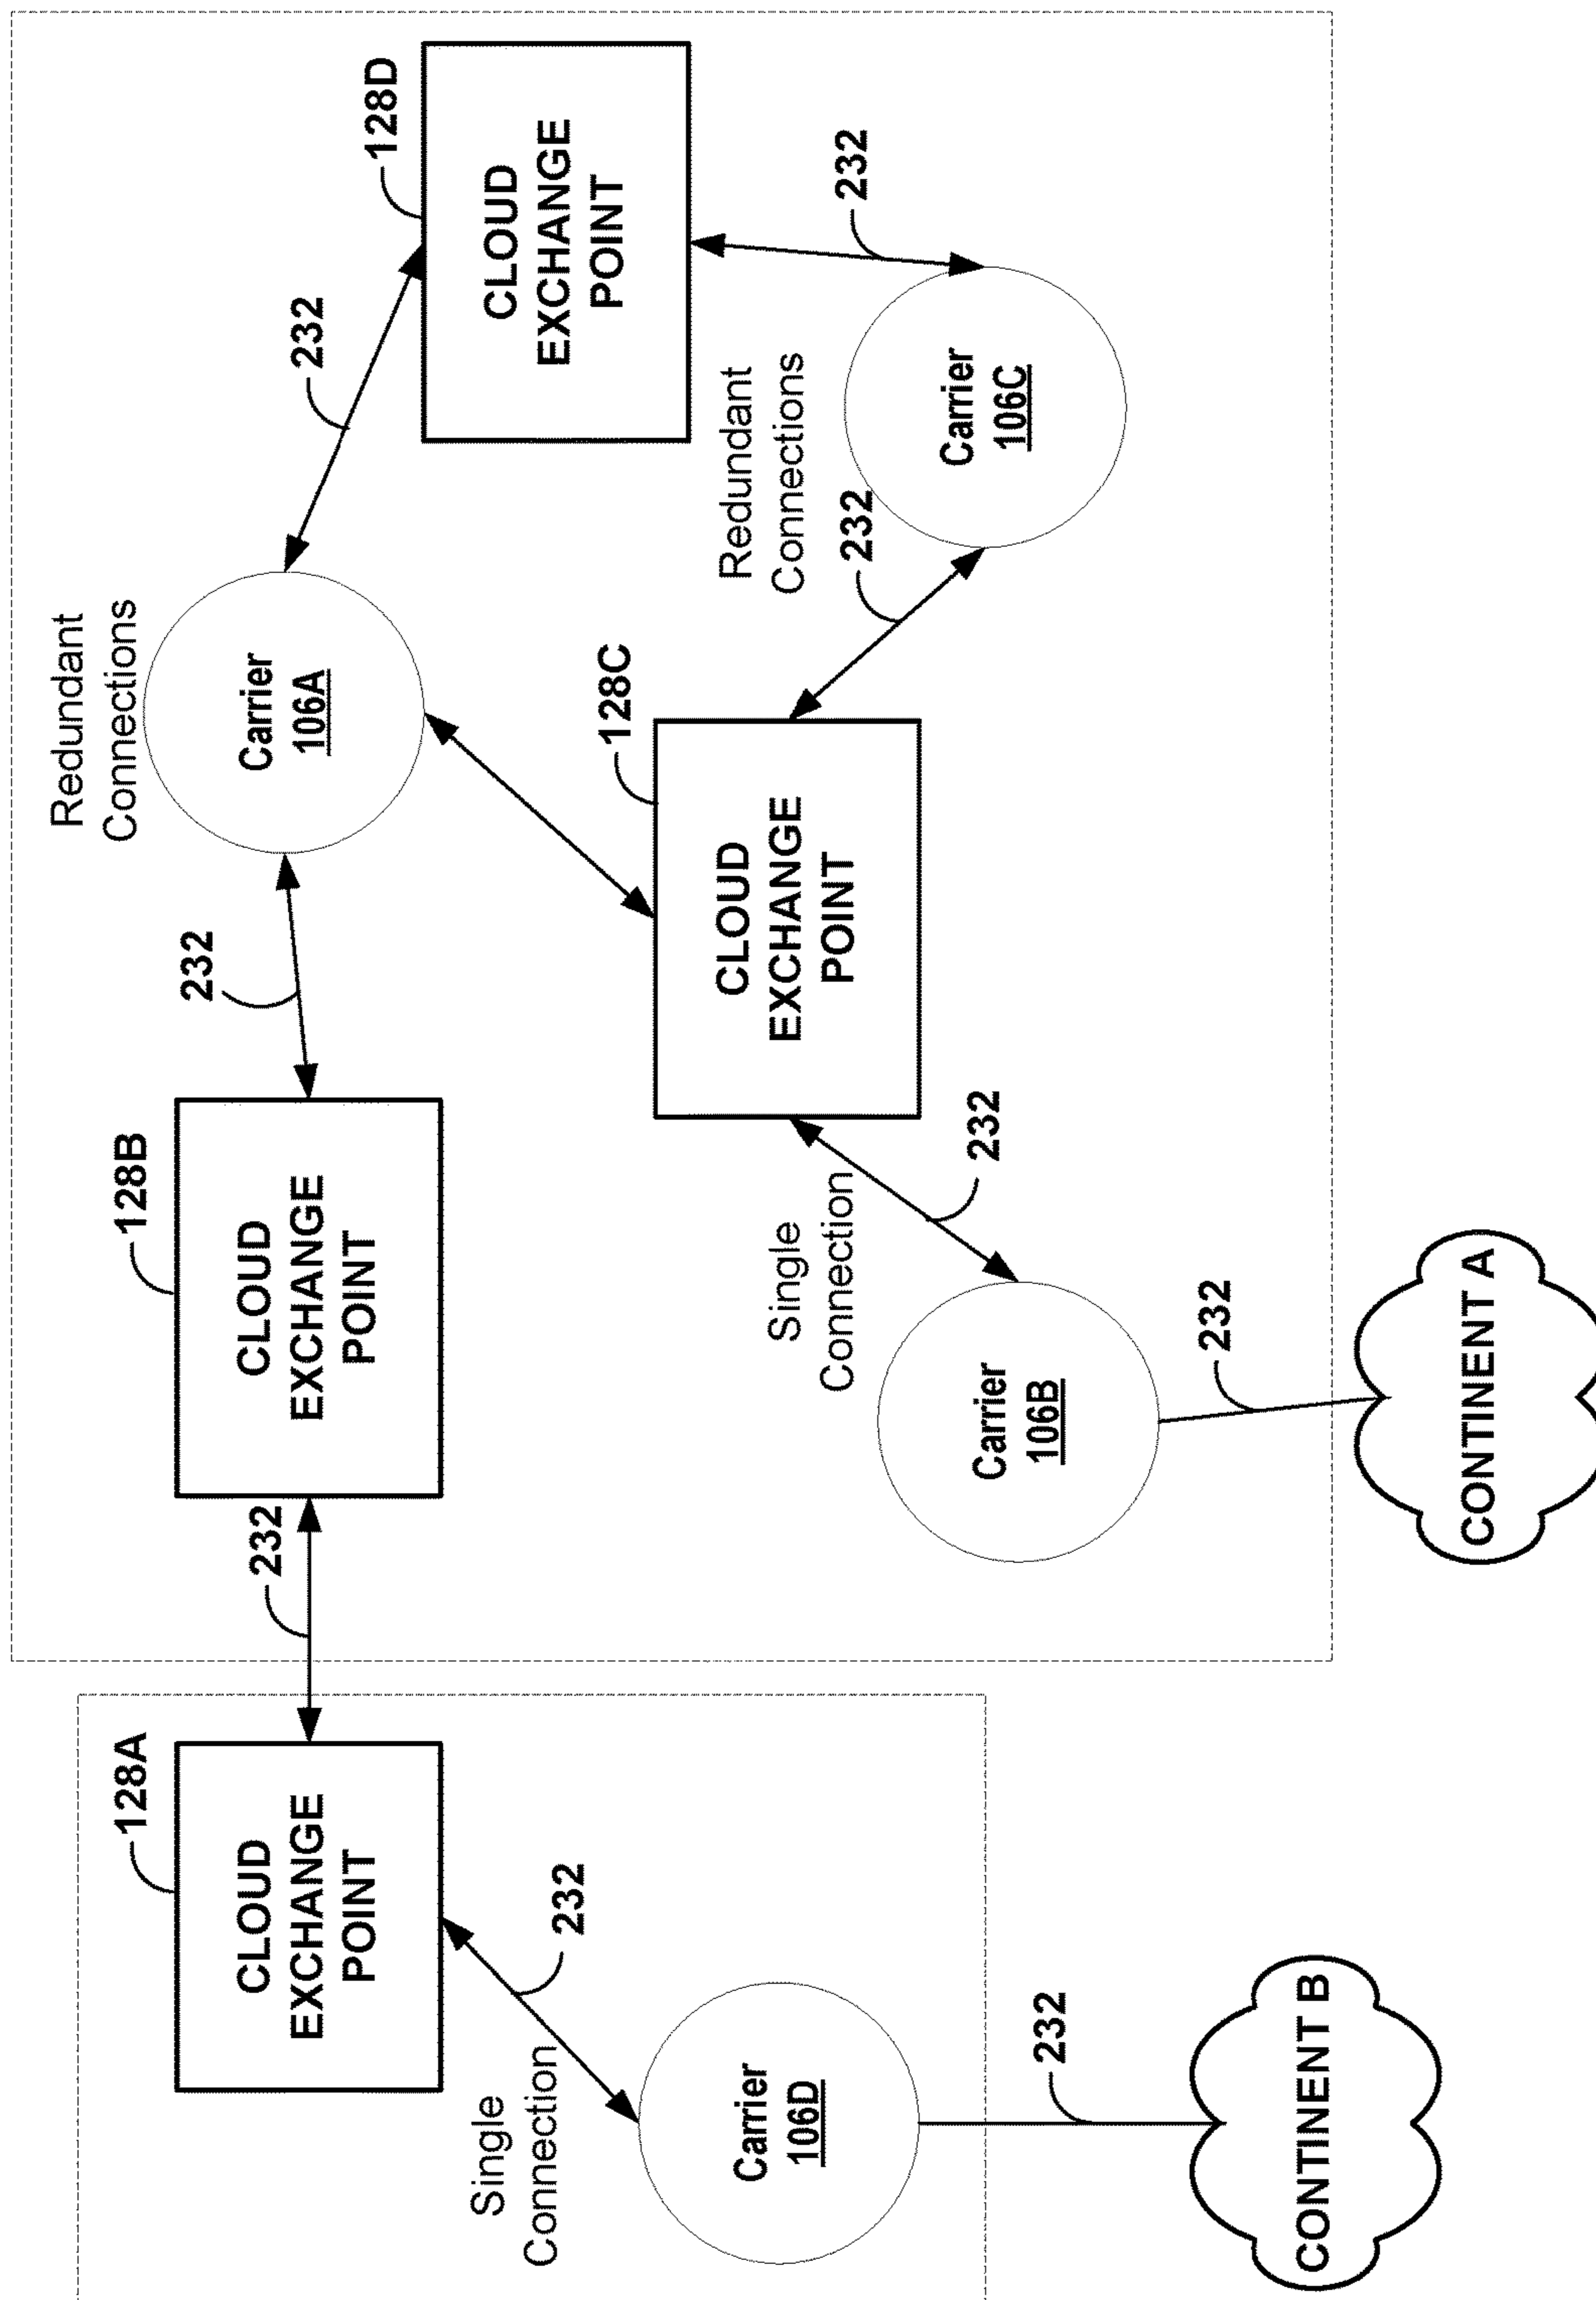 128A
CLOUD
EXCHANGE
POINT
232
128B
CLOUD
EXCHANGE
POINT
232
Redundant
Connections
Carrier
106A
232
128D
CLOUD
EXCHANGE
POINT
232
Redundant
Connections
Carrier
106C
232
128C
CLOUD
EXCHANGE
POINT
232
Single
Connection
Carrier
106B
232
CONTINENT A
232
Single
Connection
Carrier
106D
232
CONTINENT B